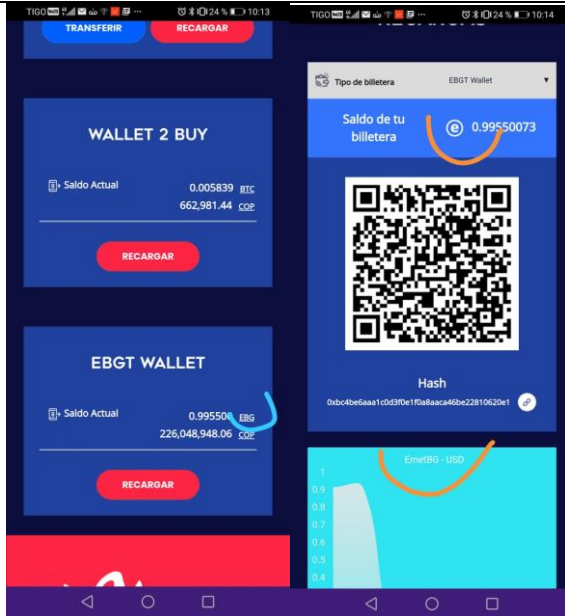 TIGO 24 % 10:13
TRANSFERIR
RECARGAR
WALLET 2 BUY
Saldo Actual
0.005839 BTC
662,981.44 COP
RECARGAR
EBGT WALLET
Saldo Actual
0.995500 EBG
226,048,948.06 COP
RECARGAR
TIGO 24 % 10:14
Tipo de billetera
EBGT Wallet
Saldo de tu
billetera
e 0.99550073
Hash
0xbc4be6aaa1c0d3f0e1f0a8aaca46be22810620e1
EmetBG - USD
1
0.9
0.8
0.7
0.6
0.5
0.4